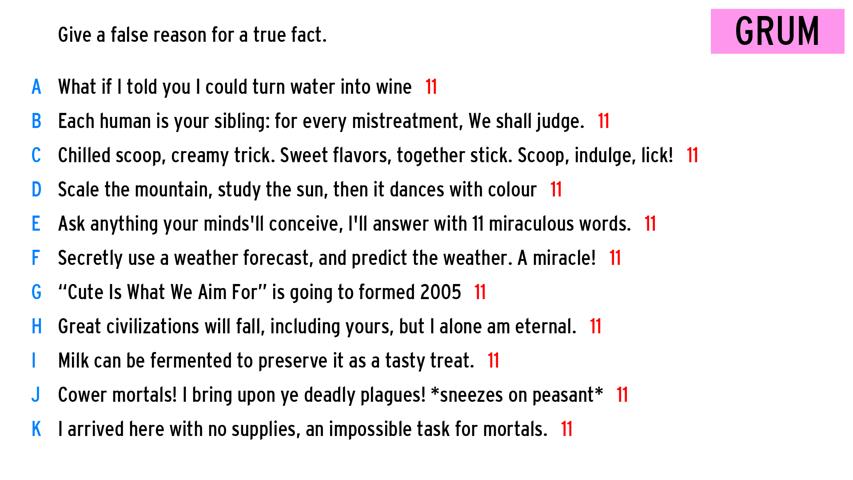 GRUM
Give a false reason for a true fact.
A What if I told you I could turn water into wine 11
B Each human is your sibling: for every mistreatment, We shall judge. 11
C Chilled scoop, creamy trick. Sweet flavors, together stick. Scoop, indulge, lick! 11
D Scale the mountain, study the sun, then it dances with colour 11
E Ask anything your minds'll conceive, I'll answer with 11 miraculous words. 11
F Secretly use a weather forecast, and predict the weather. A miracle! 11
G “Cute Is What We Aim For” is going to formed 2005 11
H Great civilizations will fall, including yours, but I alone am eternal. 11
I Milk can be fermented to preserve it as a tasty treat. 11
J Cower mortals! I bring upon ye deadly plagues! *sneezes on peasant* 11
K I arrived here with no supplies, an impossible task for mortals. 11